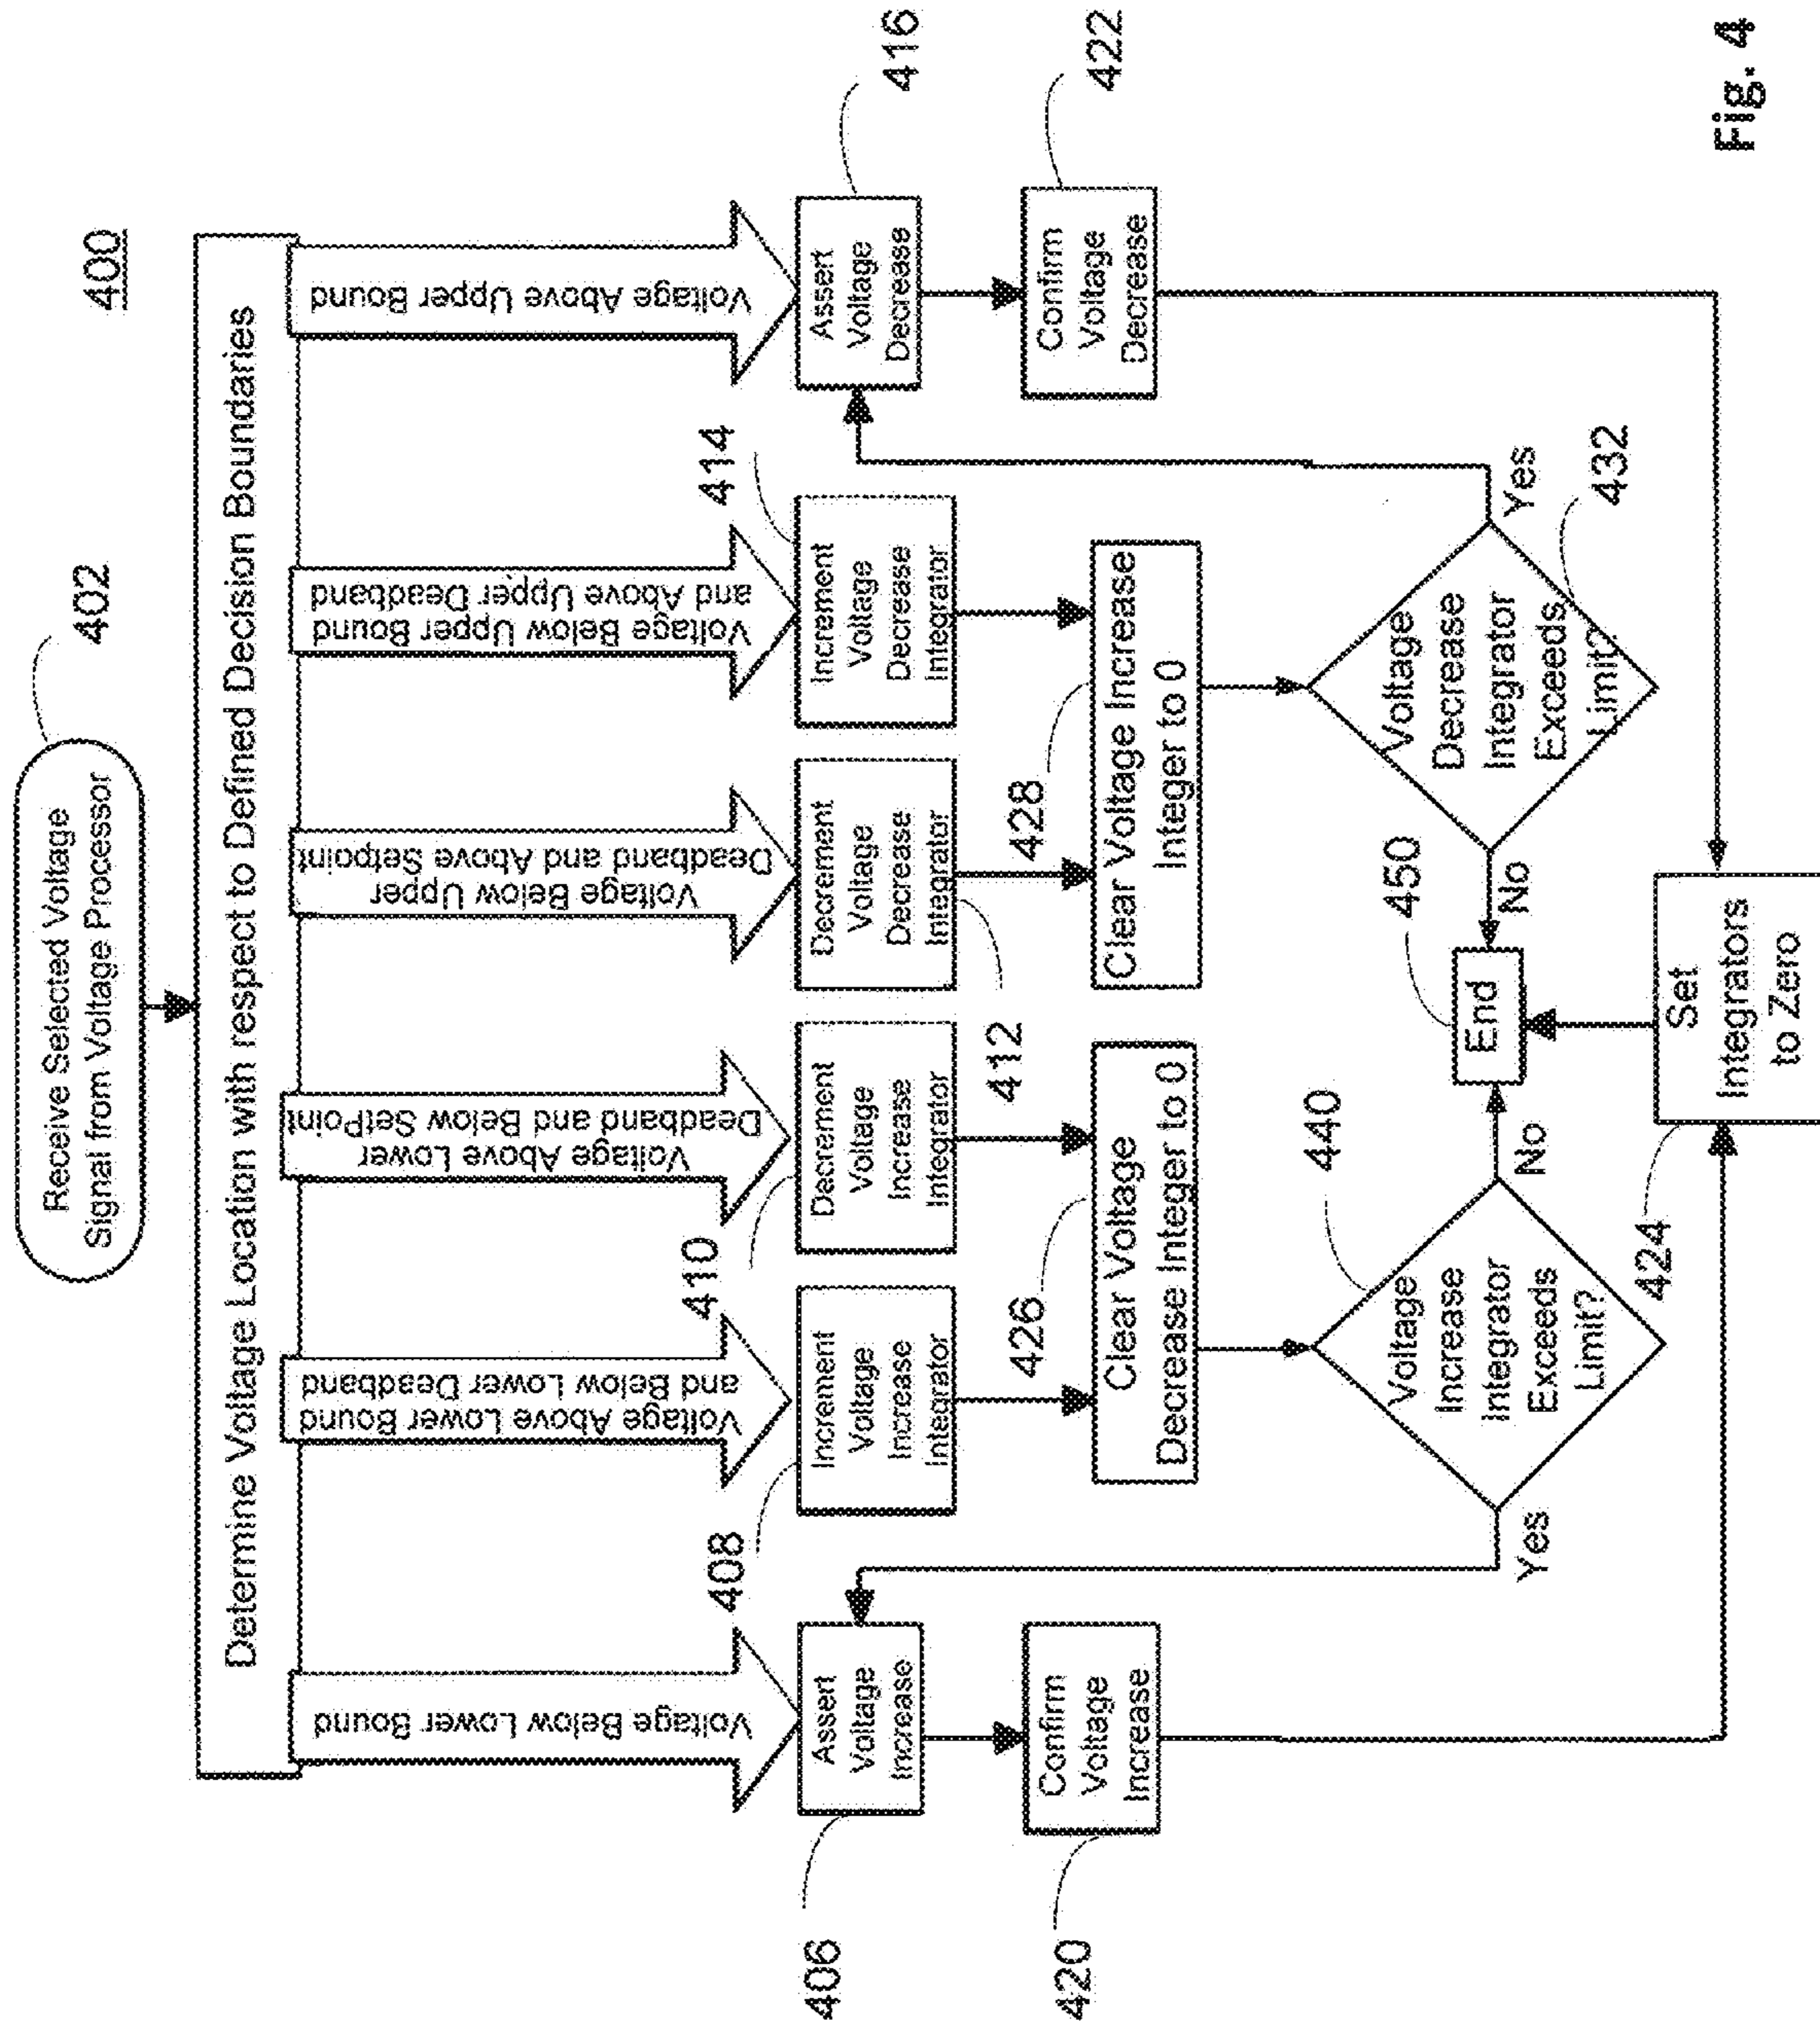 400
402
Receive Selected Voltage
Signal from Voltage Processor
Determine Voltage Location with respect to Defined Decision Boundaries
Voltage Below Lower Bound
Voltage Above Lower Bound
and Below Lower Deadband
Voltage Above Lower
Deadband and Below SetPoint
Voltage Below Upper
Deadband and Above Setpoint
Voltage Below Upper Bound
and Above Upper Deadband
Voltage Above Upper Bound
406
Assert
Voltage
Increase
408
Increment
Voltage
Increase
Integrator
410
Decrement
Voltage
Increase
Integrator
412
Decrement
Voltage
Decrease
Integrator
414
Increment
Voltage
Decrease
Integrator
416
Assert
Voltage
Decrease
420
Confirm
Voltage
Increase
426
Clear Voltage
Decrease Integer to 0
428
Clear Voltage Increase
Integer to 0
422
Confirm
Voltage
Decrease
440
Voltage
Increase
Integrator
Exceeds
Limit?
Yes
No
450
End
432
Voltage
Decrease
Integrator
Exceeds
Limit?
No
Yes
424
Set
Integrators
to Zero
Fig. 4